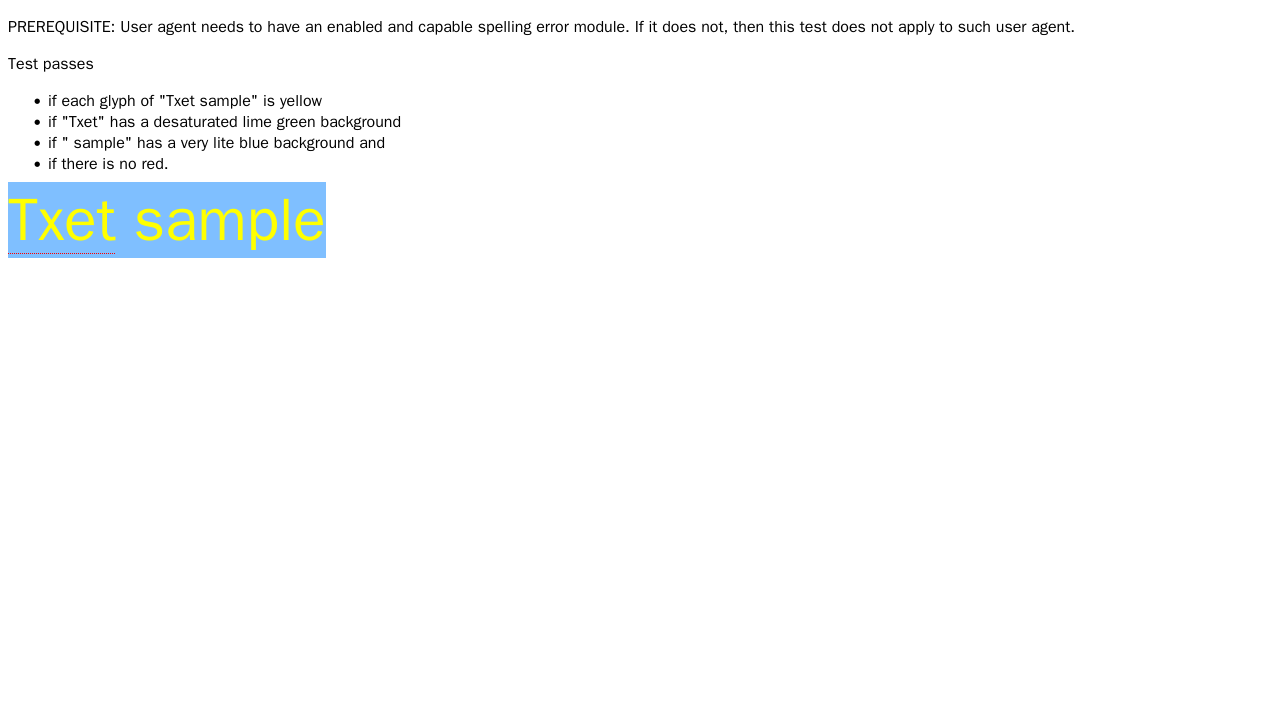 PREREQUISITE: User agent needs to have an enabled and capable spelling error module. If it does not, then this test does not apply to such user agent.
Test passes
• if each glyph of "Txet sample" is yellow
• if "Txet" has a desaturated lime green background
• if " sample" has a very lite blue background and
• if there is no red.
Txet sample